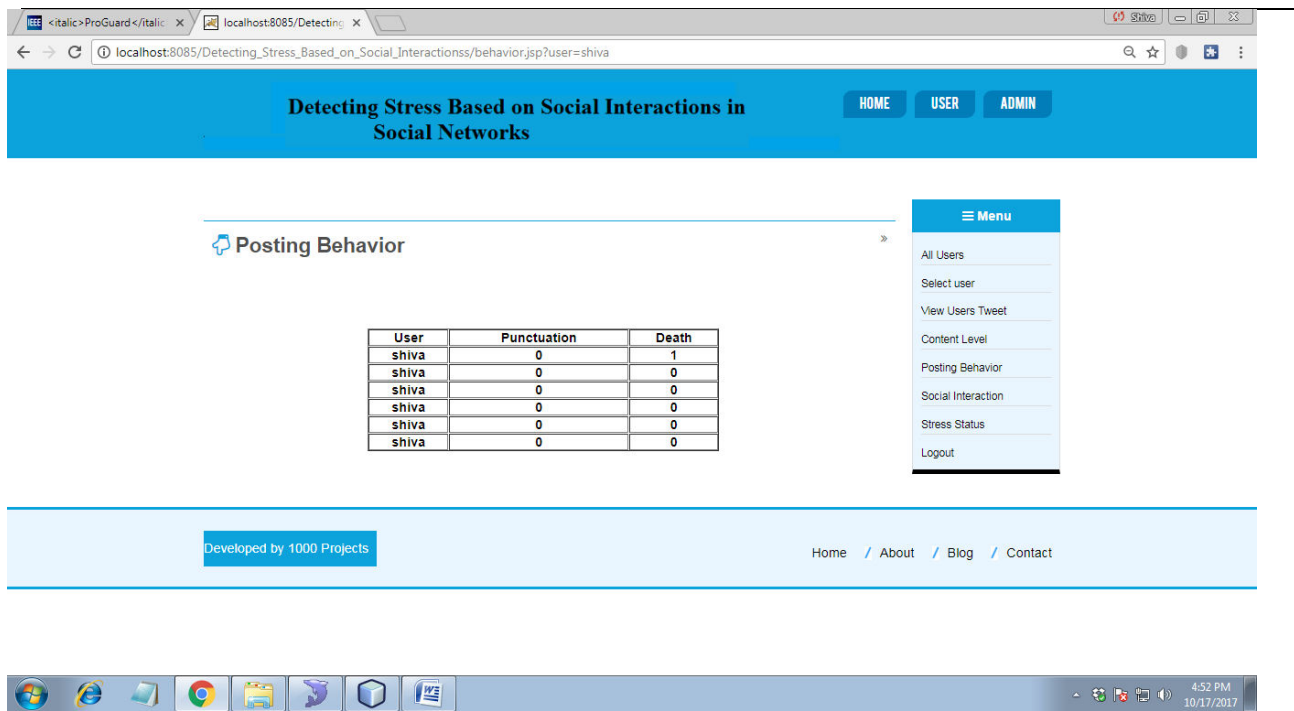 <italic>ProGuard</italic
localhost:8085/Detecting
Shiva
localhost:8085/Detecting_Stress_Based_on_Social_Interactionss/behavior.jsp?user=shiva
Detecting Stress Based on Social Interactions in
Social Networks
HOME USER ADMIN
Menu
Posting Behavior
All Users
Select user
View Users Tweet
Content Level
Posting Behavior
Social Interaction
Stress Status
Logout
User Punctuation Death
shiva 0 1
shiva 0 0
shiva 0 0
shiva 0 0
shiva 0 0
shiva 0 0
Developed by 1000 Projects
Home / About / Blog / Contact
4:52 PM
10/17/2017